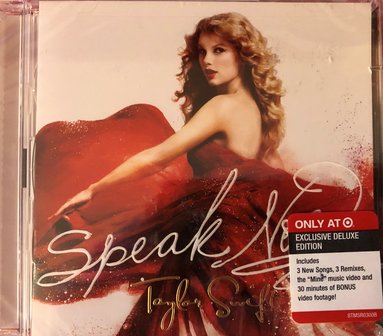 Speak Now
Taylor Swift
ONLY AT
EXCLUSIVE DELUXE
EDITION
Includes
3 New Songs, 3 Remixes,
the "Mine" music video and
30 minutes of BONUS
video footage!
STMSR0300B